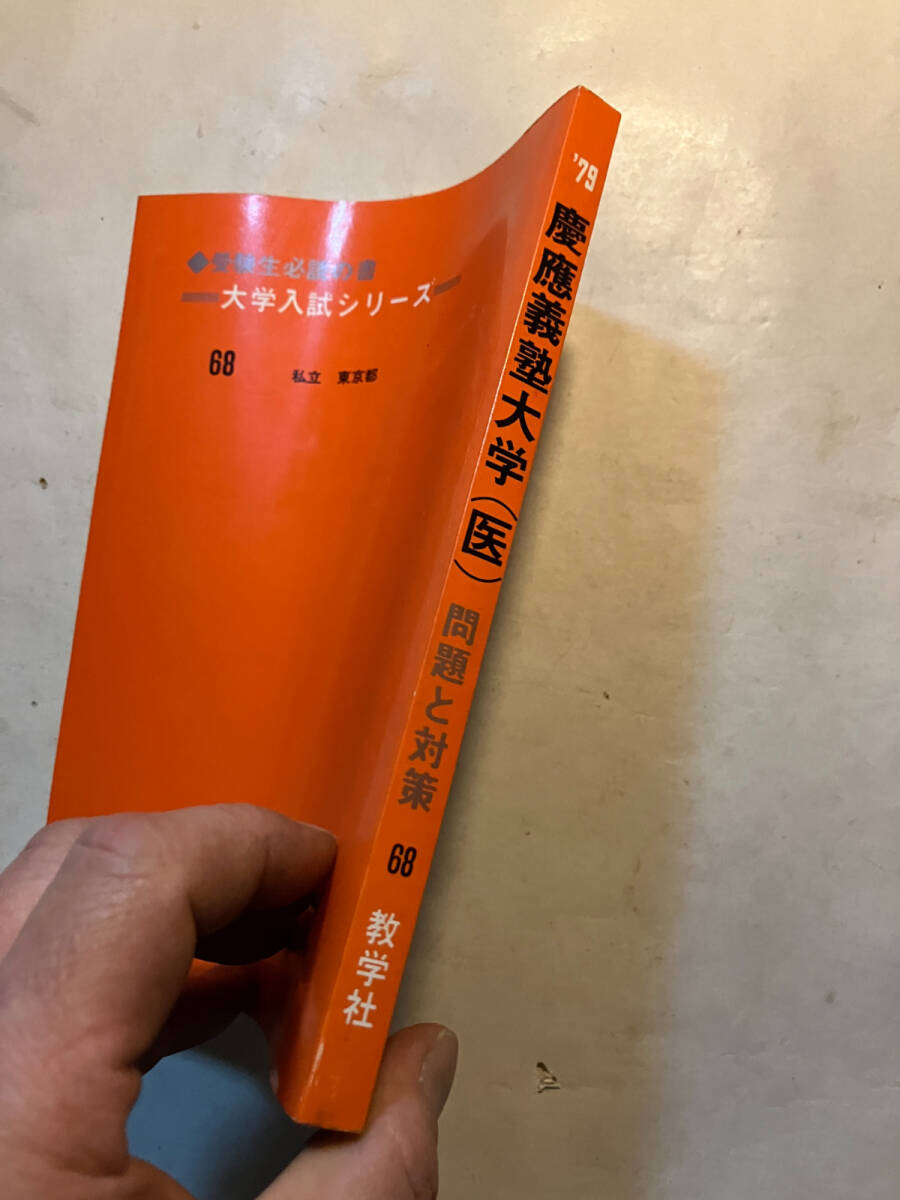 ◆受験生必読の書
大学入試シリーズ
68 私立 東京都
'79 慶應義塾大学(医) 問題と対策 68 教学社